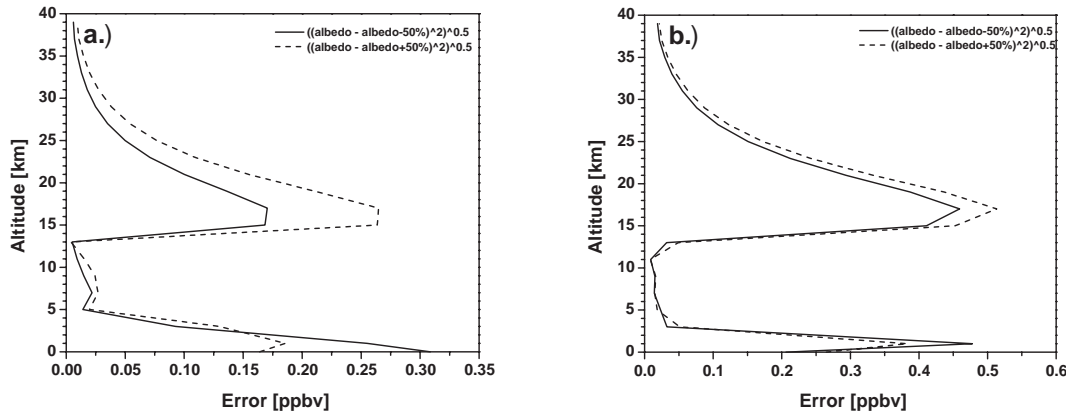 a.)
((albedo - albedo-50%)^2)^0.5
((albedo - albedo+50%)^2)^0.5
40
35
30
25
20
15
10
5
0
Altitude [km]
0.00 0.05 0.10 0.15 0.20 0.25 0.30 0.35
Error [ppbv]
b.)
((albedo - albedo-50%)^2)^0.5
((albedo - albedo+50%)^2)^0.5
40
35
30
25
20
15
10
5
0
Altitude [km]
0.0 0.1 0.2 0.3 0.4 0.5 0.6
Error [ppbv]